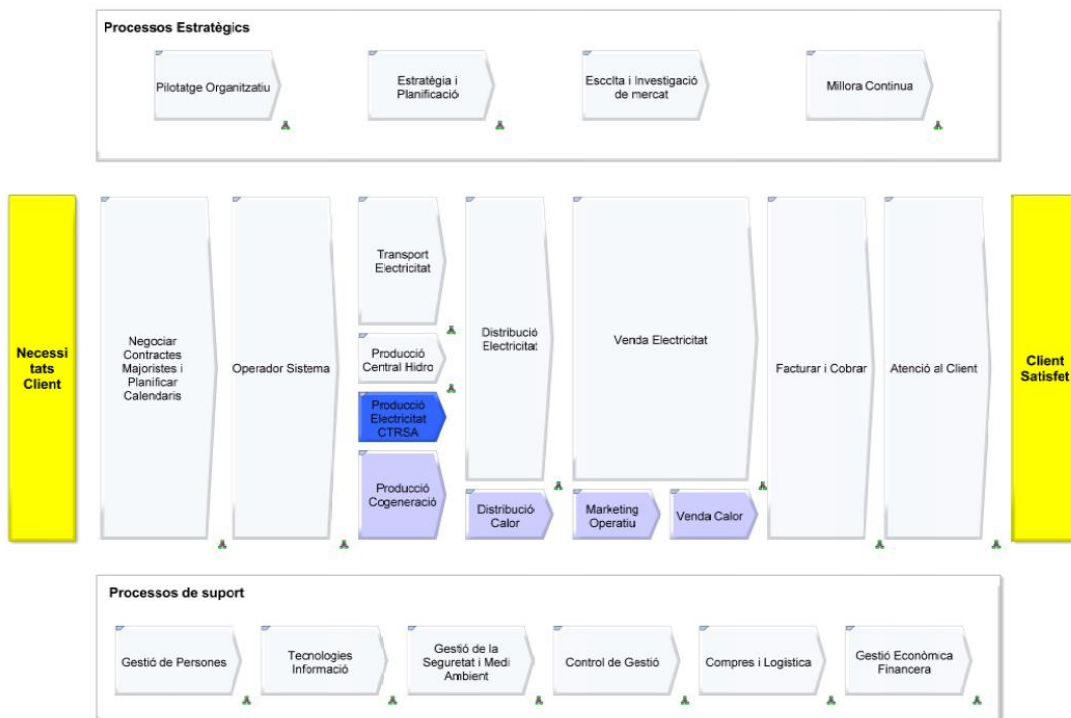 Processos Estratègics
Pilotatge Organitzatiu
Estratègia i
Planificació
Escolta i Investigació
de mercat
Millora Continua
Necessi
tats
Client
Negociar
Contractes
Majoristes i
Planificar
Calendaris
Operador Sistema
Transport
Electricitat
Producció
Central Hidro
Producció
Electricitat
CTRSA
Producció
Cogeneració
Distribució
Electricitat
Distribució
Calor
Venda Electricitat
Marketing
Operatiu
Venda Calor
Facturar i Cobrar
Atenció al Client
Client
Satisfet
Processos de suport
Gestió de Persones
Tecnologies
Informació
Gestió de la
Seguretat i Medi
Ambient
Control de Gestió
Compres i Logística
Gestió Econòmica
Financera